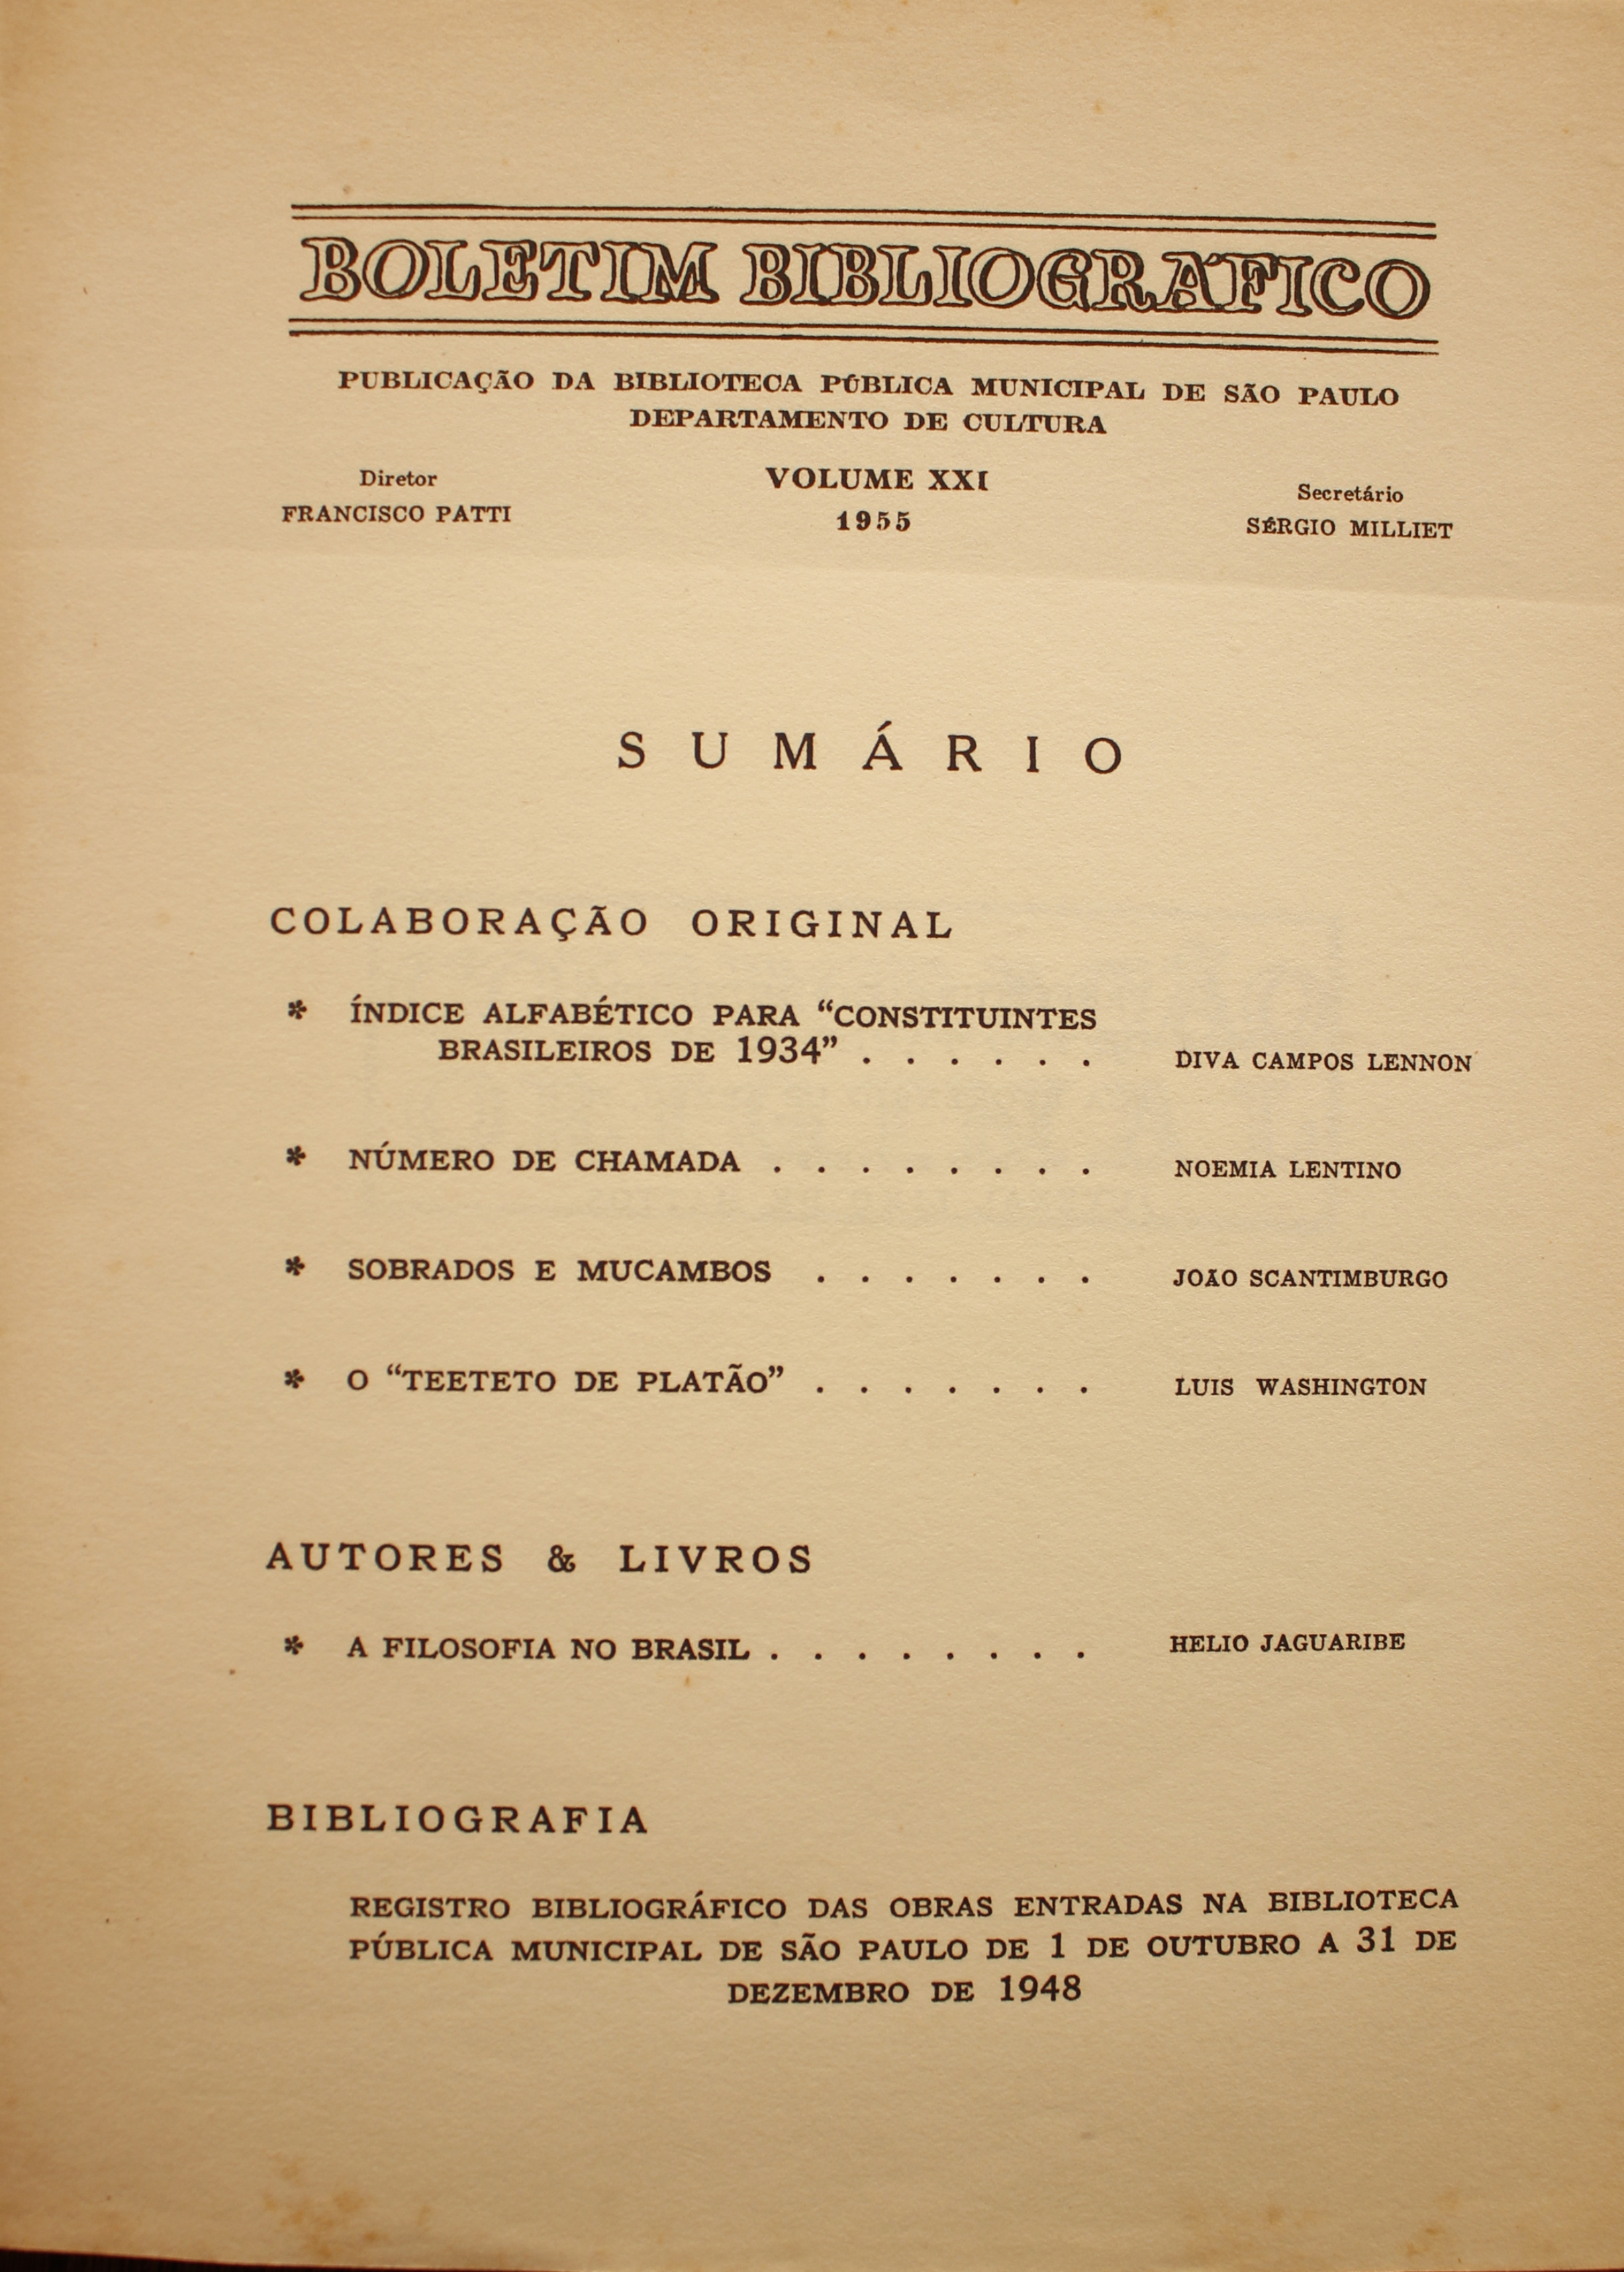 BOLETIM BIBLIOGRÁFICO
PUBLICAÇÃO DA BIBLIOTECA PÚBLICA MUNICIPAL DE SÃO PAULO
DEPARTAMENTO DE CULTURA
Diretor
FRANCISCO PATTI
VOLUME XXI
1955
Secretário
SÉRGIO MILLIET
SUMÁRIO
COLABORAÇÃO ORIGINAL
* ÍNDICE ALFABÉTICO PARA “CONSTITUINTES
BRASILEIROS DE 1934” . . . . . . DIVA CAMPOS LENNON
* NÚMERO DE CHAMADA . . . . . . . . NOEMIA LENTINO
* SOBRADOS E MUCAMBOS . . . . . . . JOÃO SCANTIMBURGO
* O “TEETETO DE PLATÃO” . . . . . . . LUIS WASHINGTON
AUTORES & LIVROS
* A FILOSOFIA NO BRASIL . . . . . . . . HELIO JAGUARIBE
BIBLIOGRAFIA
REGISTRO BIBLIOGRÁFICO DAS OBRAS ENTRADAS NA BIBLIOTECA
PÚBLICA MUNICIPAL DE SÃO PAULO DE 1 DE OUTUBRO A 31 DE
DEZEMBRO DE 1948